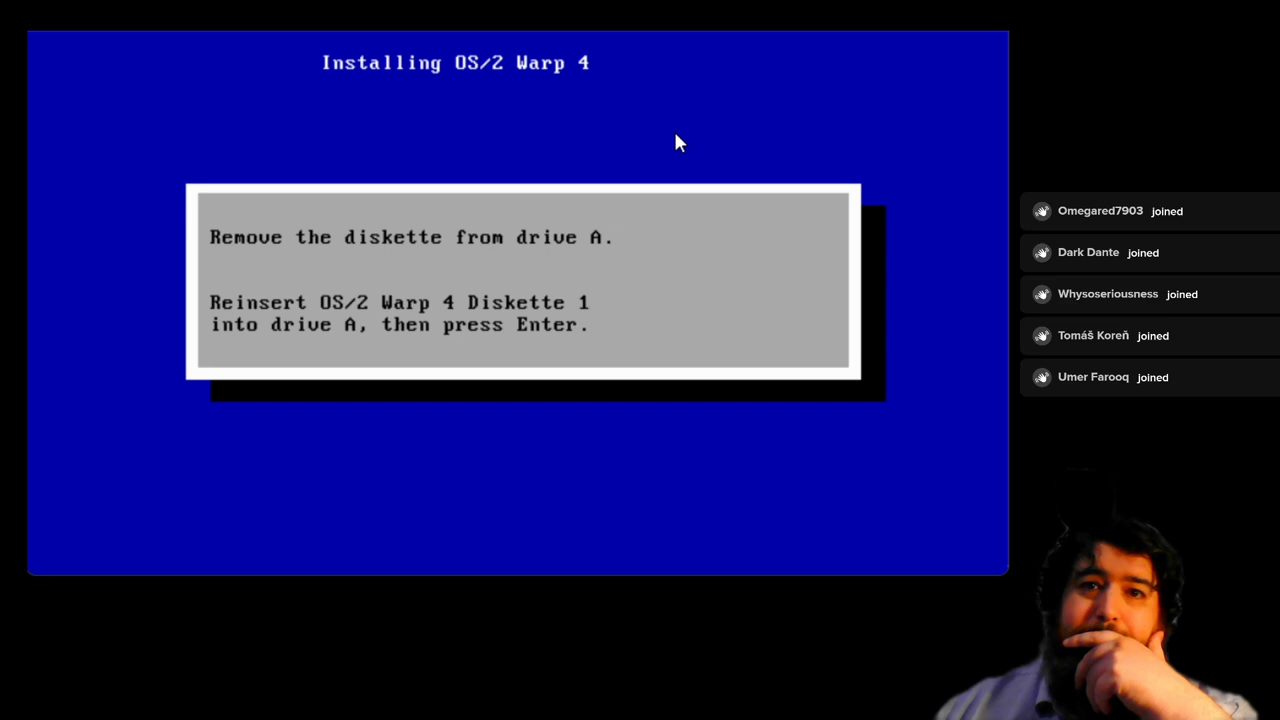 Installing OS/2 Warp 4
Remove the diskette from drive A.
Reinsert OS/2 Warp 4 Diskette 1
into drive A, then press Enter.
Omegared7903 joined
Dark Dante joined
Whysoseriousness joined
Tomáš Koreň joined
Umer Farooq joined